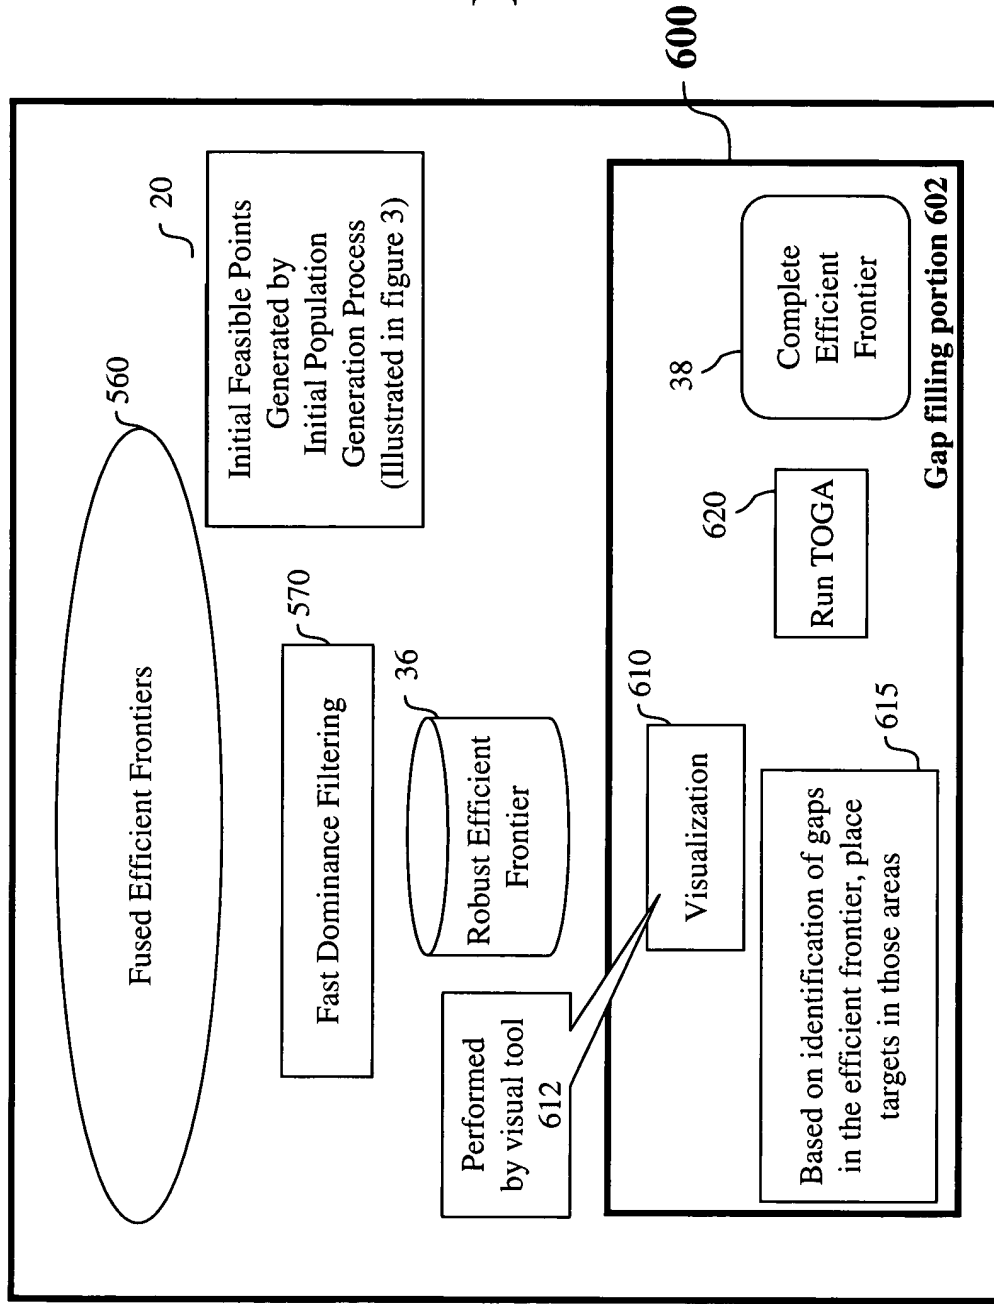 Fused Efficient Frontiers
560
20
Initial Feasible Points
Generated by
Initial Population
Generation Process
(Illustrated in figure 3)
Fast Dominance Filtering
570
Robust Efficient
Frontier
36
Performed
by visual tool
612
600
Visualization
610
Based on identification of gaps
in the efficient frontier, place
targets in those areas
615
Run TOGA
620
Complete
Efficient
Frontier
38
Gap filling portion 602